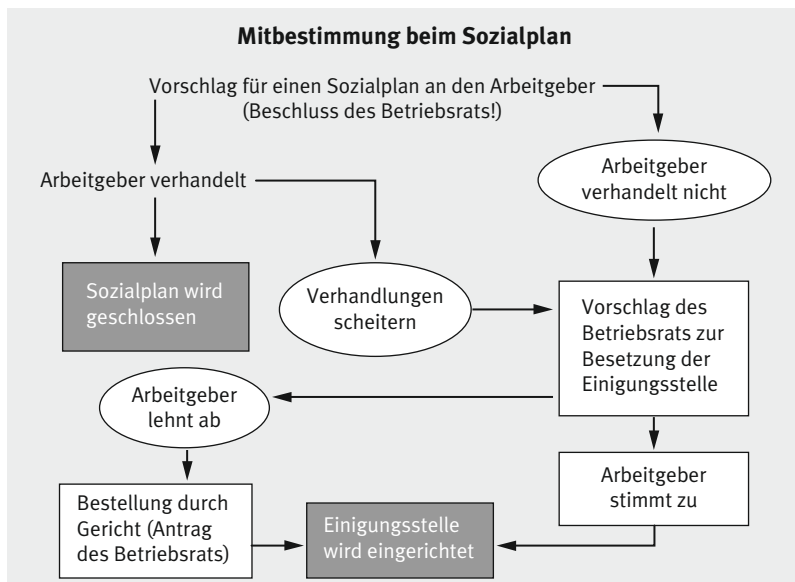 Mitbestimmung beim Sozialplan
Vorschlag für einen Sozialplan an den Arbeitgeber
(Beschluss des Betriebsrats!)
Arbeitgeber verhandelt
Arbeitgeber
verhandelt nicht
Sozialplan wird
geschlossen
Verhandlungen
scheitern
Vorschlag des
Betriebsrats zur
Besetzung der
Einigungsstelle
Arbeitgeber
lehnt ab
Arbeitgeber
stimmt zu
Bestellung durch
Gericht (Antrag
des Betriebsrats)
Einigungsstelle
wird eingerichtet